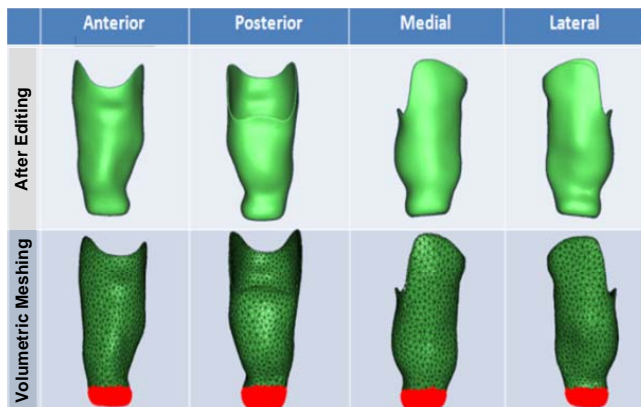 Anterior Posterior Medial Lateral
After Editing
Volumetric Meshing